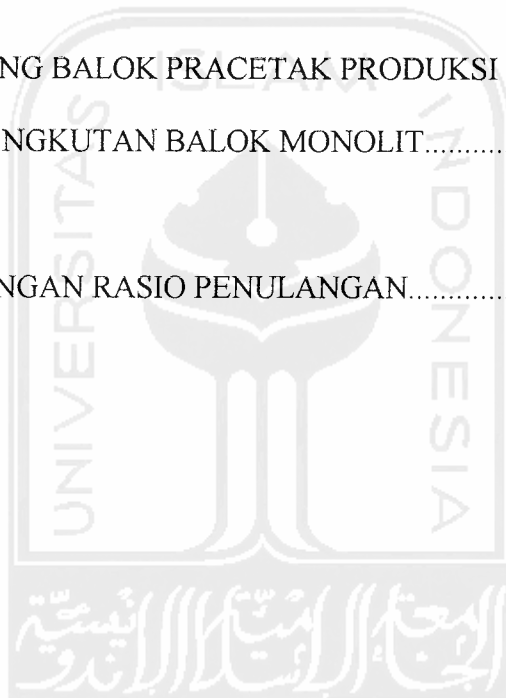 NG BALOK PRACETAK PRODUKSI
NGKUTAN BALOK MONOLIT..........
NGAN RASIO PENULANGAN............
ISLAM
UNIVERSITAS
INDONESIA